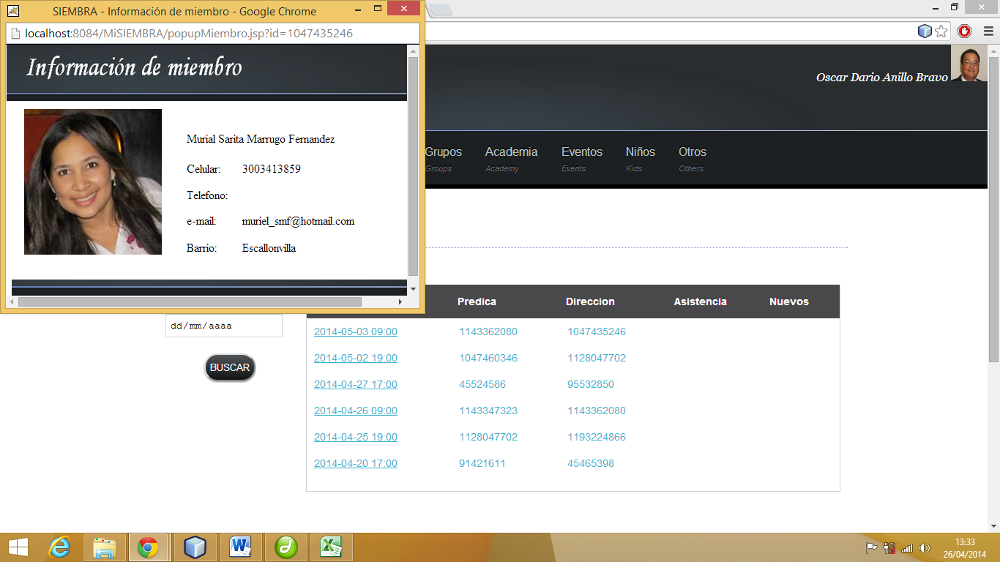 SIEMBRA - Información de miembro - Google Chrome
localhost:8084/MiSIEMBRA/popupMiembro.jsp?id=1047435246
Información de miembro
Murial Sarita Marrugo Fernandez
Celular: 3003413859
Telefono:
e-mail: muriel_smf@hotmail.com
Barrio: Escallonvilla
Oscar Dario Anillo Bravo
Grupos Academia Eventos Niños Otros
Groups Academy Events Kids Others
Predica Direccion Asistencia Nuevos
dd/mm/aaaa
BUSCAR
2014-05-03 09:00 1143362080 1047435246
2014-05-02 19:00 1047460346 1128047702
2014-04-27 17:00 45524586 95532850
2014-04-26 09:00 1143347323 1143362080
2014-04-25 19:00 1128047702 1193224866
2014-04-20 17:00 91421611 45465398
13:33
26/04/2014